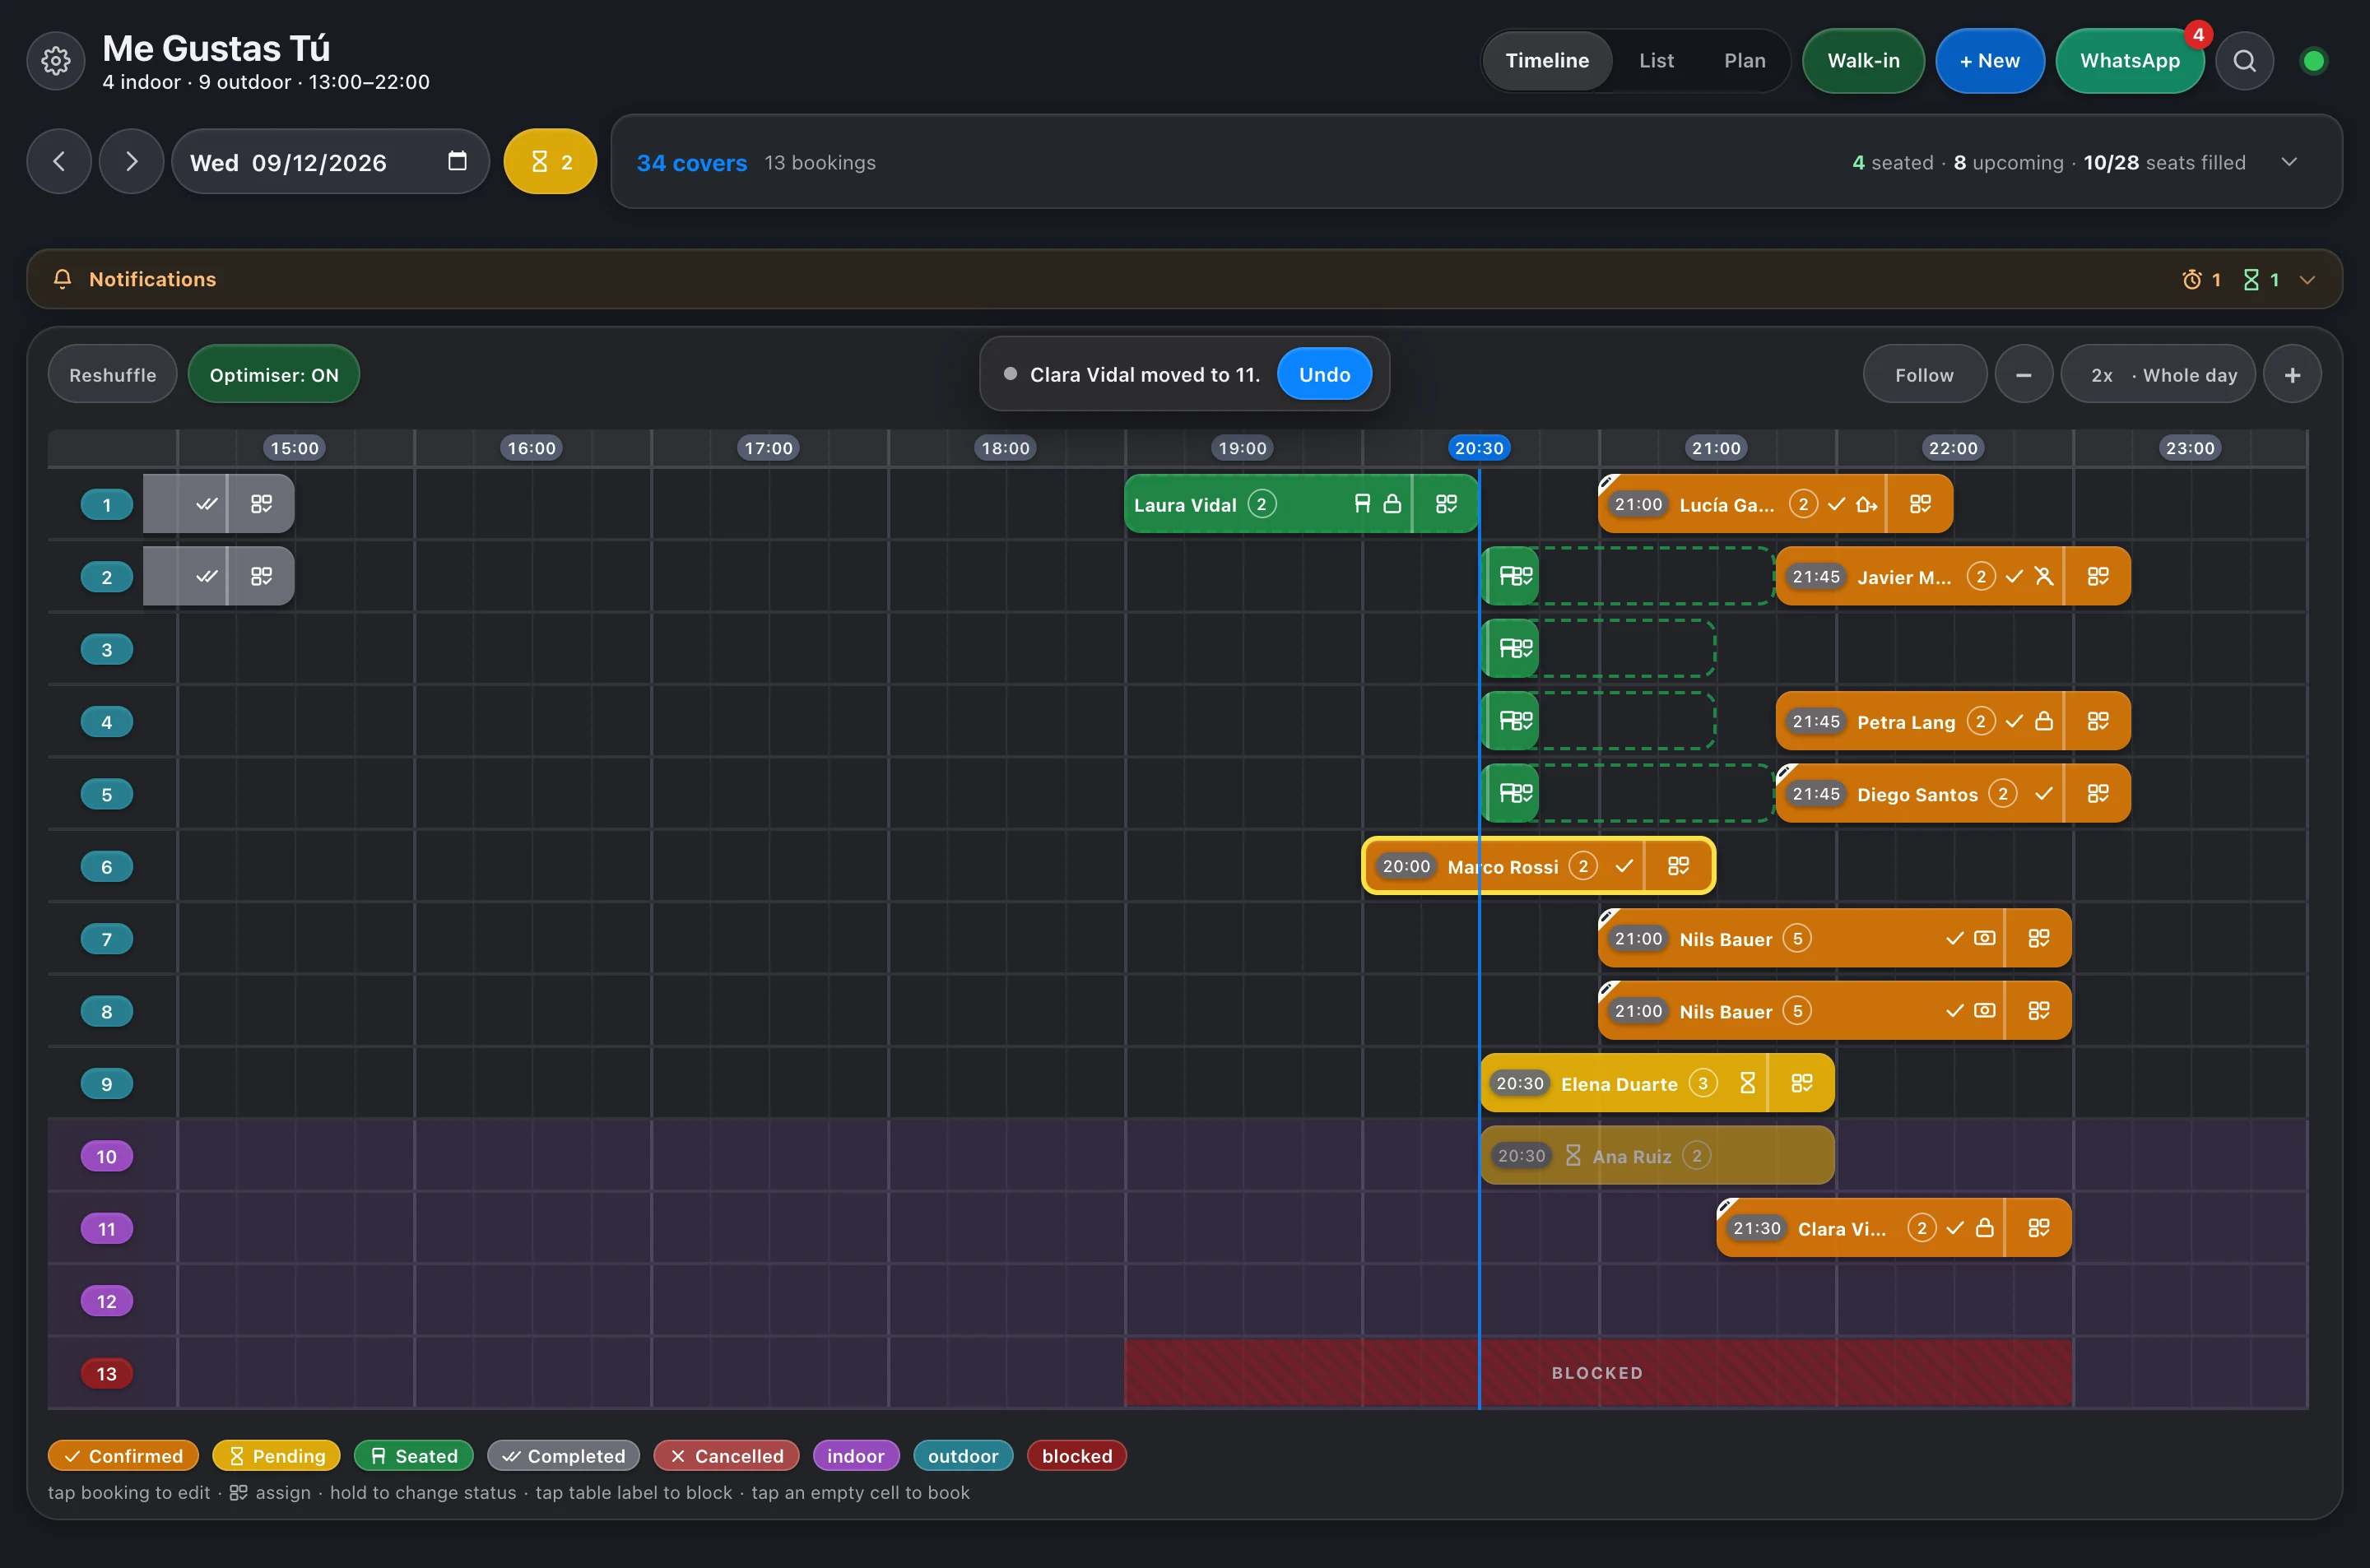 Me Gustas Tú
4 indoor · 9 outdoor · 13:00–22:00
Timeline
List
Plan
Walk-in
+ New
WhatsApp
4
Wed 09/12/2026
2
34 covers 13 bookings
4 seated · 8 upcoming · 10/28 seats filled
Notifications
1
1
Reshuffle
Optimiser: ON
Clara Vidal moved to 11.
Undo
Follow
−
2x · Whole day
+
15:00 16:00 17:00 18:00 19:00 20:30 21:00 22:00 23:00
1
Laura Vidal 2
21:00 Lucía Ga... 2
2
21:45 Javier M... 2
3
4
21:45 Petra Lang 2
5
21:45 Diego Santos 2
6
20:00 Marco Rossi 2
7
21:00 Nils Bauer 5
8
21:00 Nils Bauer 5
9
20:30 Elena Duarte 3
10
20:30 Ana Ruiz 2
11
21:30 Clara Vi... 2
12
13
BLOCKED
Confirmed
Pending
Seated
Completed
Cancelled
indoor
outdoor
blocked
tap booking to edit · assign · hold to change status · tap table label to block · tap an empty cell to book